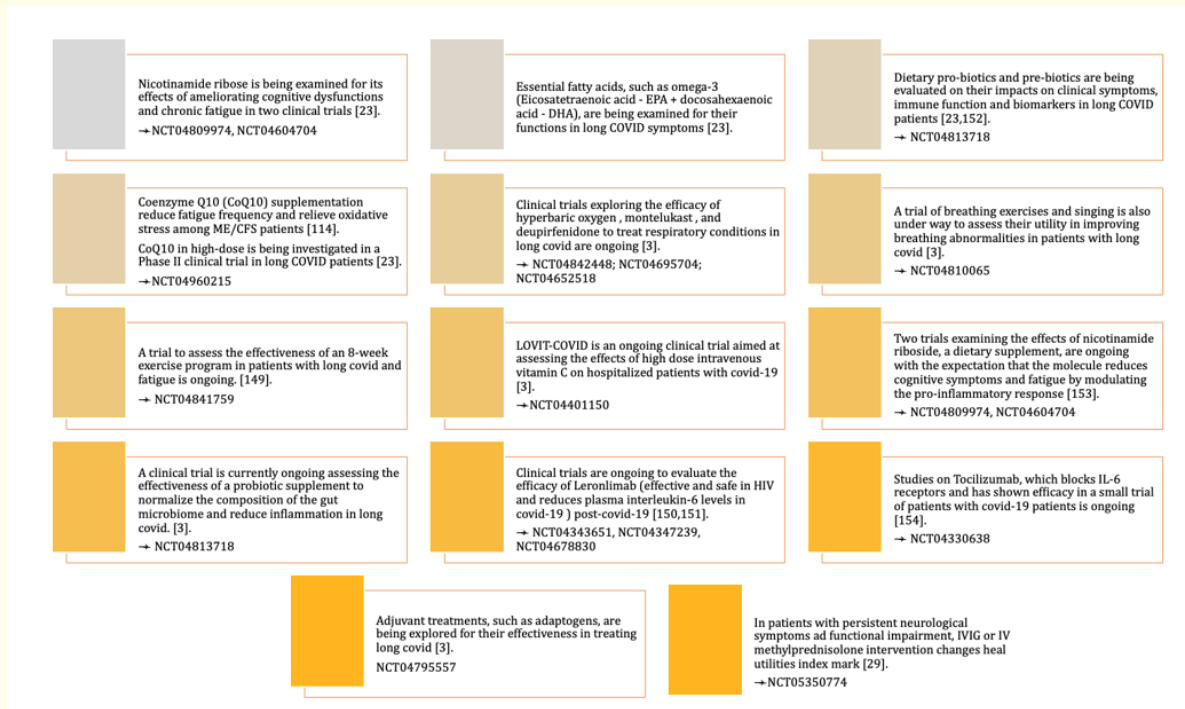 Nicotinamide ribose is being examined for its
effects of ameliorating cognitive dysfunctions
and chronic fatigue in two clinical trials [23].
→NCT04809974, NCT04604704
Essential fatty acids, such as omega-3
(Eicosatetraenoic acid - EPA + docosahexaenoic
acid - DHA), are being examined for their
functions in long COVID symptoms [23].
Dietary pro-biotics and pre-biotics are being
evaluated on their impacts on clinical symptoms,
immune function and biomarkers in long COVID
patients [23,152].
→ NCT04813718
Coenzyme Q10 (CoQ10) supplementation
reduce fatigue frequency and relieve oxidative
stress among ME/CFS patients [114].
CoQ10 in high-dose is being investigated in a
Phase II clinical trial in long COVID patients [23].
→NCT04960215
Clinical trials exploring the efficacy of
hyperbaric oxygen , montelukast , and
deupirfenidone to treat respiratory conditions in
long covid are ongoing [3].
→ NCT04842448; NCT04695704;
NCT04652518
A trial of breathing exercises and singing is also
under way to assess their utility in improving
breathing abnormalities in patients with long
covid [3].
→ NCT04810065
A trial to assess the effectiveness of an 8-week
exercise program in patients with long covid and
fatigue is ongoing. [149].
→ NCT04841759
LOVIT-COVID is an ongoing clinical trial aimed at
assessing the effects of high dose intravenous
vitamin C on hospitalized patients with covid-19
[3].
→NCT04401150
Two trials examining the effects of nicotinamide
riboside, a dietary supplement, are ongoing
with the expectation that the molecule reduces
cognitive symptoms and fatigue by modulating
the pro-inflammatory response [153].
→ NCT04809974, NCT04604704
A clinical trial is currently ongoing assessing the
effectiveness of a probiotic supplement to
normalize the composition of the gut
microbiome and reduce inflammation in long
covid. [3].
→ NCT04813718
Clinical trials are ongoing to evaluate the
efficacy of Leronlimab (effective and safe in HIV
and reduces plasma interleukin-6 levels in
covid-19 ) post-covid-19 [150,151].
→ NCT04343651, NCT04347239,
NCT04678830
Studies on Tocilizumab, which blocks IL-6
receptors and has shown efficacy in a small trial
of patients with covid-19 patients is ongoing
[154].
→ NCT04330638
Adjuvant treatments, such as adaptogens, are
being explored for their effectiveness in treating
long covid [3].
NCT04795557
In patients with persistent neurological
symptoms ad functional impairment, IVIG or IV
methylprednisolone intervention changes heal
utilities index mark [29].
→NCT05350774